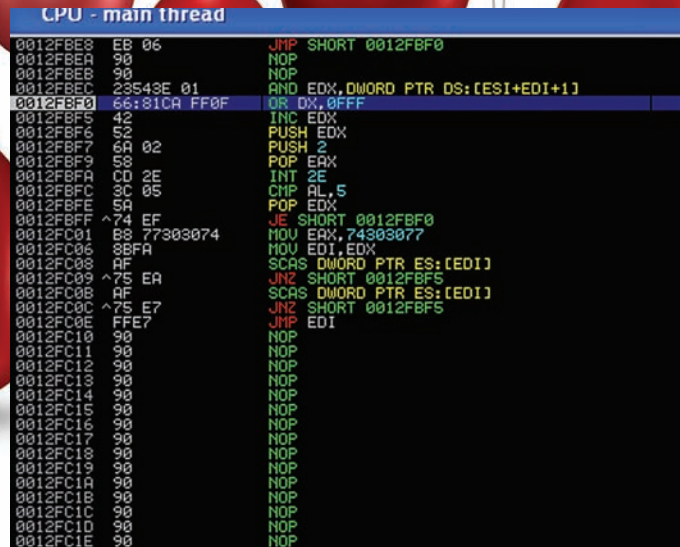 CPU - main thread
0012FBE8 EB 06 JMP SHORT 0012FBF0
0012FBEA 90 NOP
0012FBEB 90 NOP
0012FBEC 23543E 01 AND EDX,DWORD PTR DS:[ESI+EDI+1]
0012FBF0 66:81CA FF0F OR DX,0FFF
0012FBF5 42 INC EDX
0012FBF6 52 PUSH EDX
0012FBF7 6A 02 PUSH 2
0012FBF9 58 POP EAX
0012FBFA CD 2E INT 2E
0012FBFC 3C 05 CMP AL,5
0012FBFE 5A POP EDX
0012FBFF ^74 EF JE SHORT 0012FBF0
0012FC01 B8 77303074 MOV EAX,74303077
0012FC06 8BFA MOV EDI,EDX
0012FC08 AF SCAS DWORD PTR ES:[EDI]
0012FC09 ^75 EA JNZ SHORT 0012FBF5
0012FC0B AF SCAS DWORD PTR ES:[EDI]
0012FC0C ^75 E7 JNZ SHORT 0012FBF5
0012FC0E FFE7 JMP EDI
0012FC10 90 NOP
0012FC11 90 NOP
0012FC12 90 NOP
0012FC13 90 NOP
0012FC14 90 NOP
0012FC15 90 NOP
0012FC16 90 NOP
0012FC17 90 NOP
0012FC18 90 NOP
0012FC19 90 NOP
0012FC1A 90 NOP
0012FC1B 90 NOP
0012FC1C 90 NOP
0012FC1D 90 NOP
0012FC1E 90 NOP